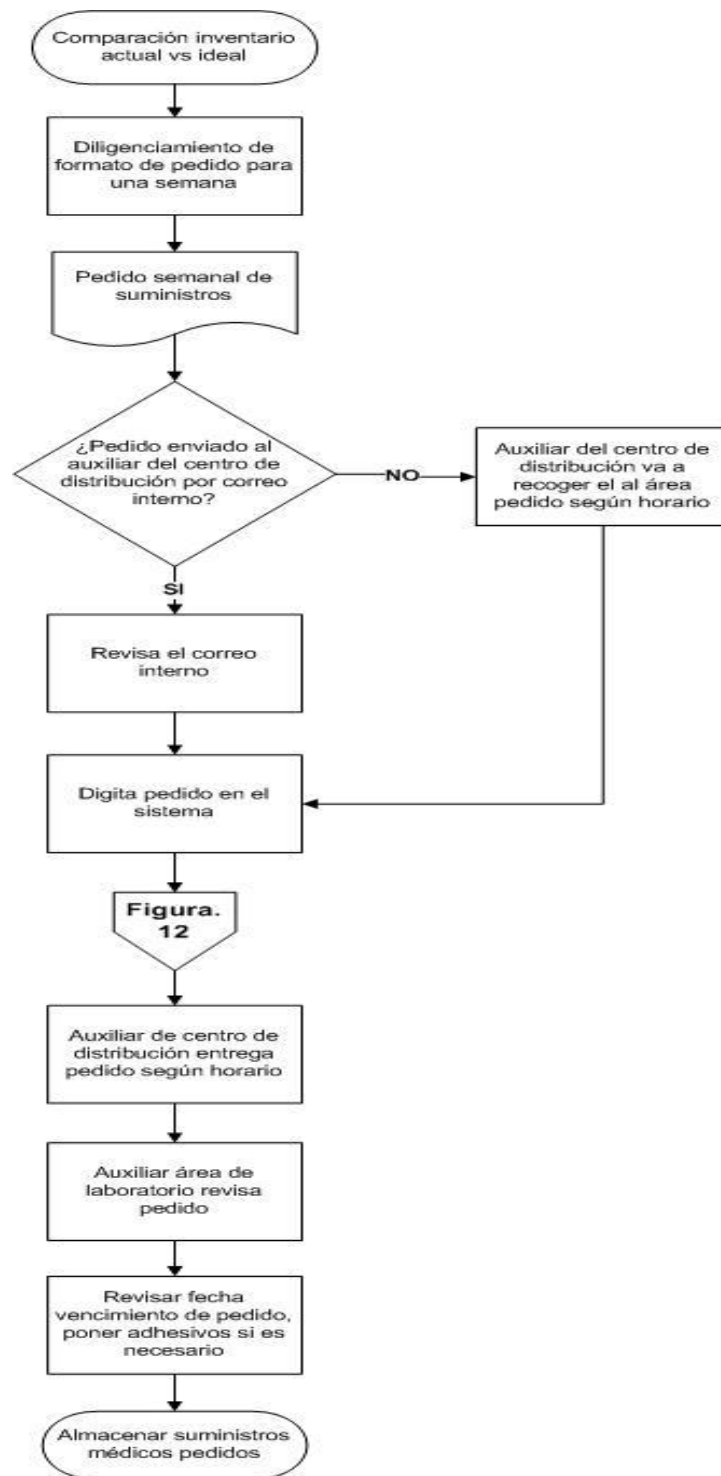 Comparación inventario
actual vs ideal
Diligenciamiento de
formato de pedido para
una semana
Pedido semanal de
suministros
¿Pedido enviado al
auxiliar del centro de
distribución por correo
interno?
NO
Auxiliar del centro de
distribución va a
recoger el al área
pedido según horario
SI
Revisa el correo
interno
Digita pedido en el
sistema
Figura.
12
Auxiliar de centro de
distribución entrega
pedido según horario
Auxiliar área de
laboratorio revisa
pedido
Revisar fecha
vencimiento de pedido,
poner adhesivos si es
necesario
Almacenar suministros
médicos pedidos